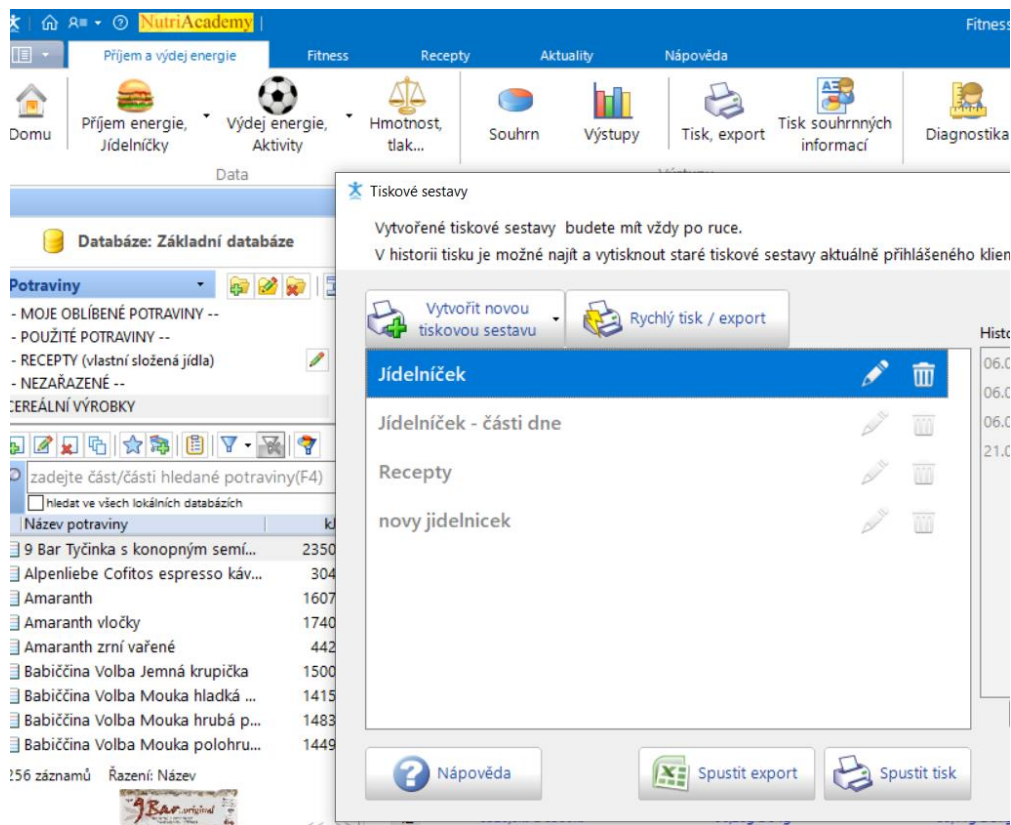 NutriAcademy
Fitness
Příjem a výdej energie Fitness Recepty Aktuality Nápověda
Domu
Příjem energie, Jídelníčky
Výdej energie, Aktivity
Hmotnost, tlak...
Souhrn
Výstupy
Tisk, export
Tisk souhrnných informací
Diagnostika
Data
Tiskové sestavy
Vytvořené tiskové sestavy budete mít vždy po ruce.
V historii tisku je možné najít a vytisknout staré tiskové sestavy aktuálně přihlášeného klien
Databáze: Základní databáze
Potraviny
- MOJE OBLÍBENÉ POTRAVINY --
- POUŽITÉ POTRAVINY --
- RECEPTY (vlastní složená jídla)
- NEZAŘAZENÉ --
CEREÁLNÍ VÝROBKY
zadejte část/části hledané potraviny(F4)
hledat ve všech lokálních databázích
Název potraviny kJ
9 Bar Tyčinka s konopným semí... 2350
Alpenliebe Cofitos espresso káv... 304
Amaranth 1607
Amaranth vločky 1740
Amaranth zrní vařené 442
Babiččina Volba Jemná krupička 1500
Babiččina Volba Mouka hladká ... 1415
Babiččina Volba Mouka hrubá p... 1483
Babiččina Volba Mouka polohru... 1449
256 záznamů Řazení: Název
9Bar.original
Vytvořit novou
tiskovou sestavu
Rychlý tisk / export
Histo
06.0
06.0
06.0
21.0
Jídelníček
Jídelníček - části dne
Recepty
novy jidelnicek
Nápověda
Spustit export
Spustit tisk